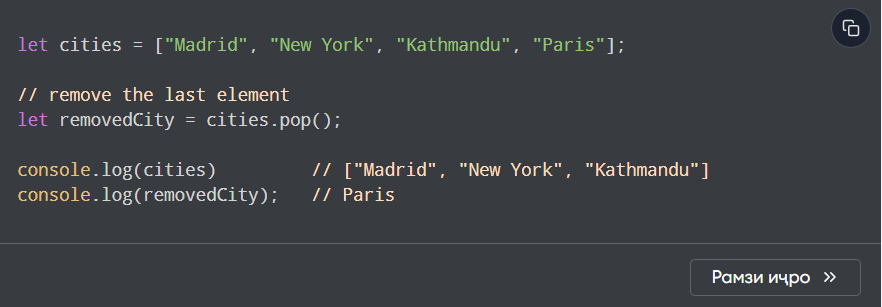 let cities = ["Madrid", "New York", "Kathmandu", "Paris"];
// remove the last element
let removedCity = cities.pop();
console.log(cities)         // ["Madrid", "New York", "Kathmandu"]
console.log(removedCity);   // Paris
Рамзи иҷро »